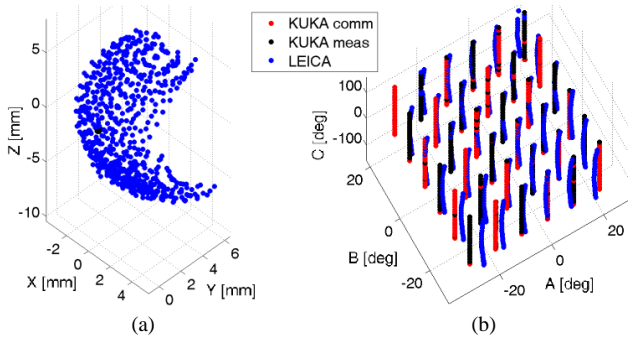 KUKA comm
KUKA meas
LEICA
5
0
-5
-10
Z [mm]
-2
0
2
4
X [mm]
0
2
4
6
Y [mm]
(a)
100
0
-100
C [deg]
20
0
-20
B [deg]
-20
0
20
A [deg]
(b)